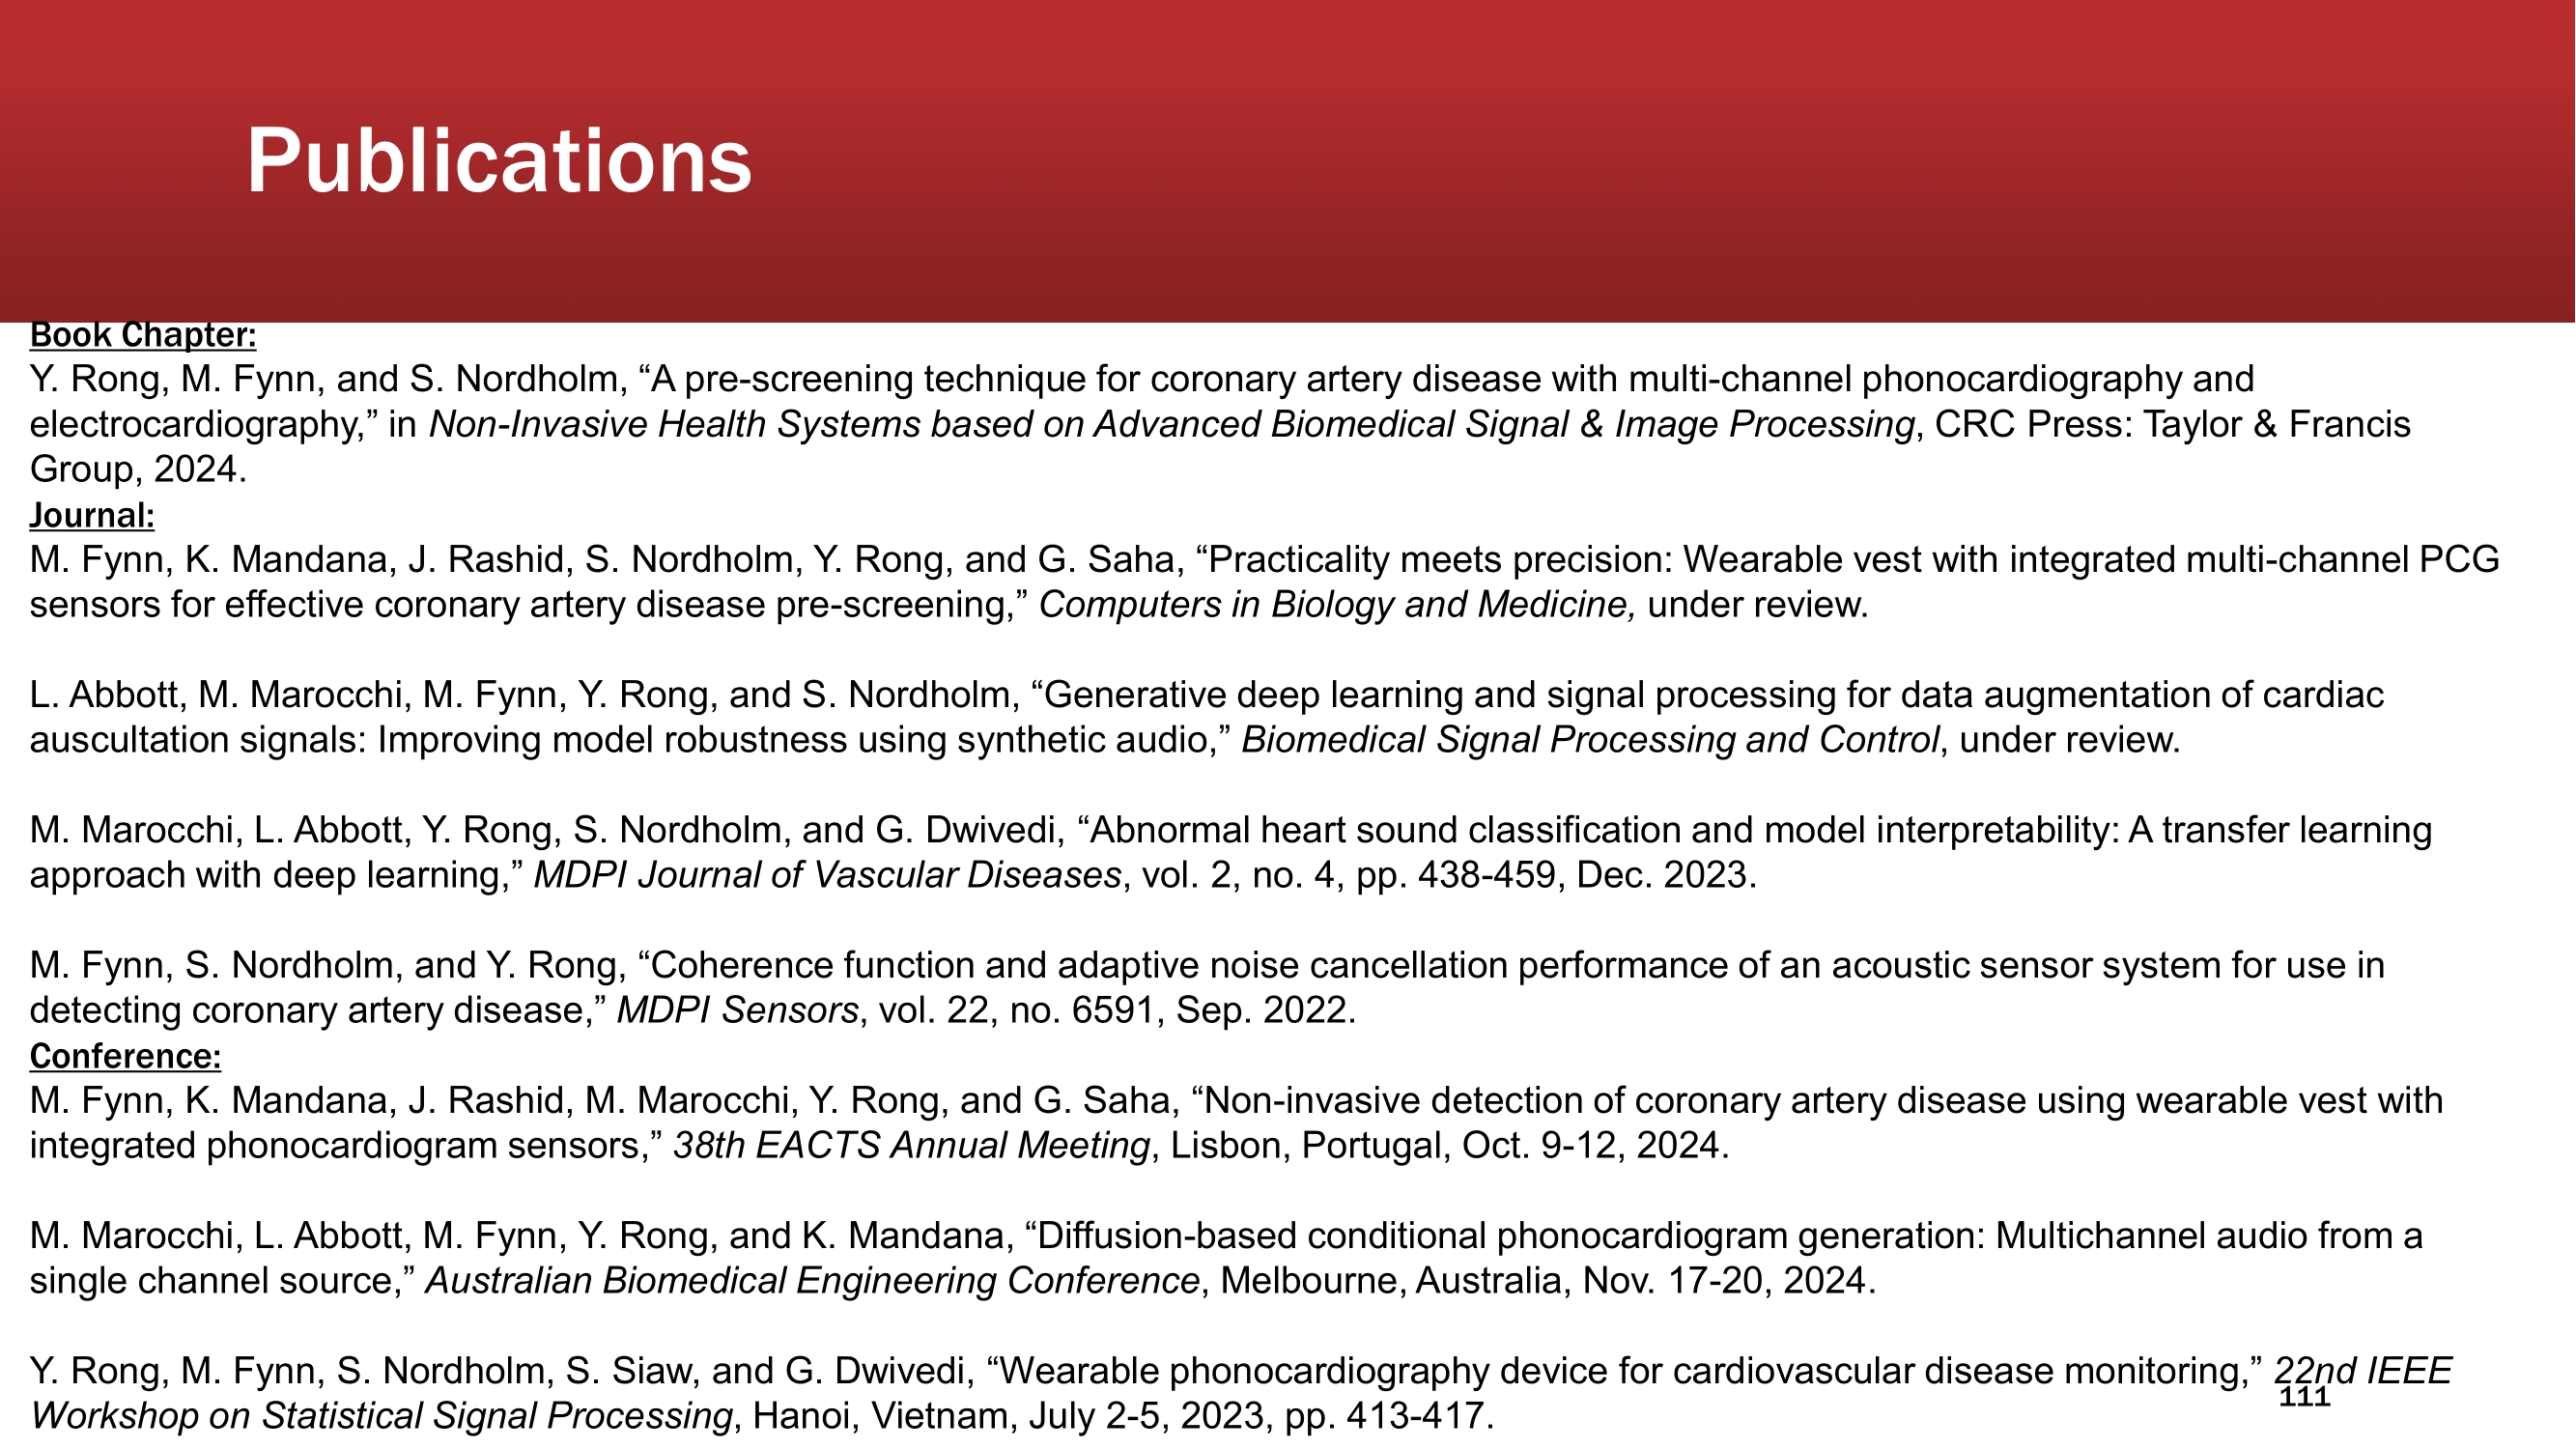 Publications
Book Chapter:
Y. Rong, M. Fynn, and S. Nordholm, “A pre-screening technique for coronary artery disease with multi-channel phonocardiography and
electrocardiography,” in Non-Invasive Health Systems based on Advanced Biomedical Signal & Image Processing, CRC Press: Taylor & Francis
Group, 2024.
Journal:
M. Fynn, K. Mandana, J. Rashid, S. Nordholm, Y. Rong, and G. Saha, “Practicality meets precision: Wearable vest with integrated multi-channel PCG
sensors for effective coronary artery disease pre-screening,” Computers in Biology and Medicine, under review.
L. Abbott, M. Marocchi, M. Fynn, Y. Rong, and S. Nordholm, “Generative deep learning and signal processing for data augmentation of cardiac
auscultation signals: Improving model robustness using synthetic audio,” Biomedical Signal Processing and Control, under review.
M. Marocchi, L. Abbott, Y. Rong, S. Nordholm, and G. Dwivedi, “Abnormal heart sound classification and model interpretability: A transfer learning
approach with deep learning,” MDPI Journal of Vascular Diseases, vol. 2, no. 4, pp. 438-459, Dec. 2023.
M. Fynn, S. Nordholm, and Y. Rong, “Coherence function and adaptive noise cancellation performance of an acoustic sensor system for use in
detecting coronary artery disease,” MDPI Sensors, vol. 22, no. 6591, Sep. 2022.
Conference:
M. Fynn, K. Mandana, J. Rashid, M. Marocchi, Y. Rong, and G. Saha, “Non-invasive detection of coronary artery disease using wearable vest with
integrated phonocardiogram sensors,” 38th EACTS Annual Meeting, Lisbon, Portugal, Oct. 9-12, 2024.
M. Marocchi, L. Abbott, M. Fynn, Y. Rong, and K. Mandana, “Diffusion-based conditional phonocardiogram generation: Multichannel audio from a
single channel source,” Australian Biomedical Engineering Conference, Melbourne, Australia, Nov. 17-20, 2024.
Y. Rong, M. Fynn, S. Nordholm, S. Siaw, and G. Dwivedi, “Wearable phonocardiography device for cardiovascular disease monitoring,” 22nd IEEE
Workshop on Statistical Signal Processing, Hanoi, Vietnam, July 2-5, 2023, pp. 413-417.
111